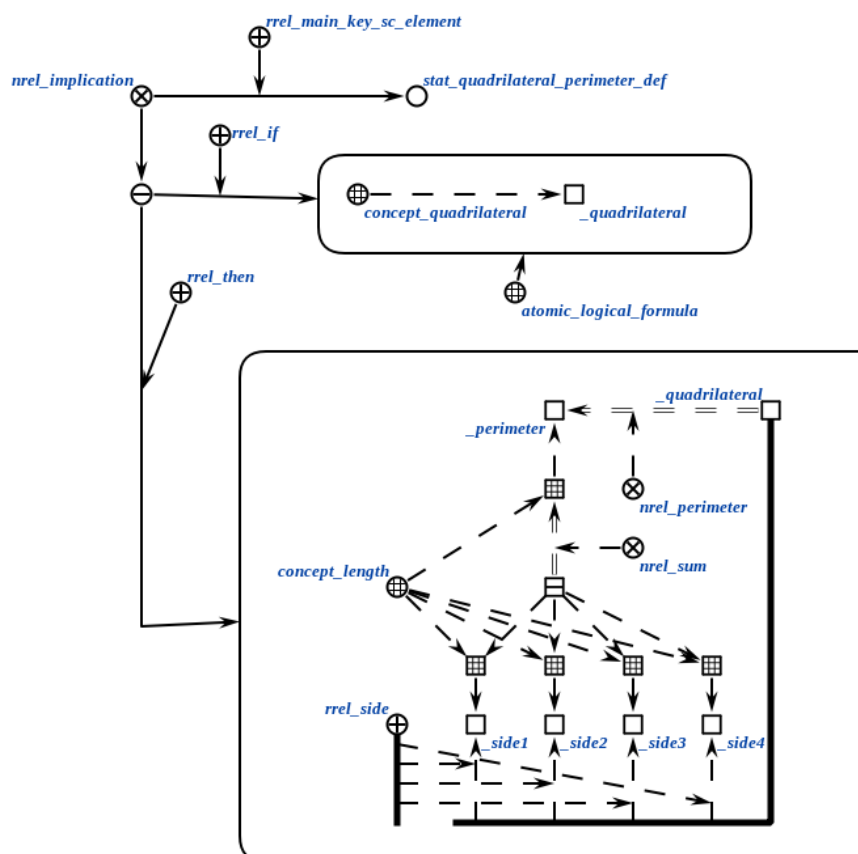 rrel_main_key_sc_element
nrel_implication
stat_quadrilateral_perimeter_def
rrel_if
concept_quadrilateral
_quadrilateral
rrel_then
atomic_logical_formula
_quadrilateral
_perimeter
nrel_perimeter
nrel_sum
concept_length
rrel_side
_side1
_side2
_side3
_side4